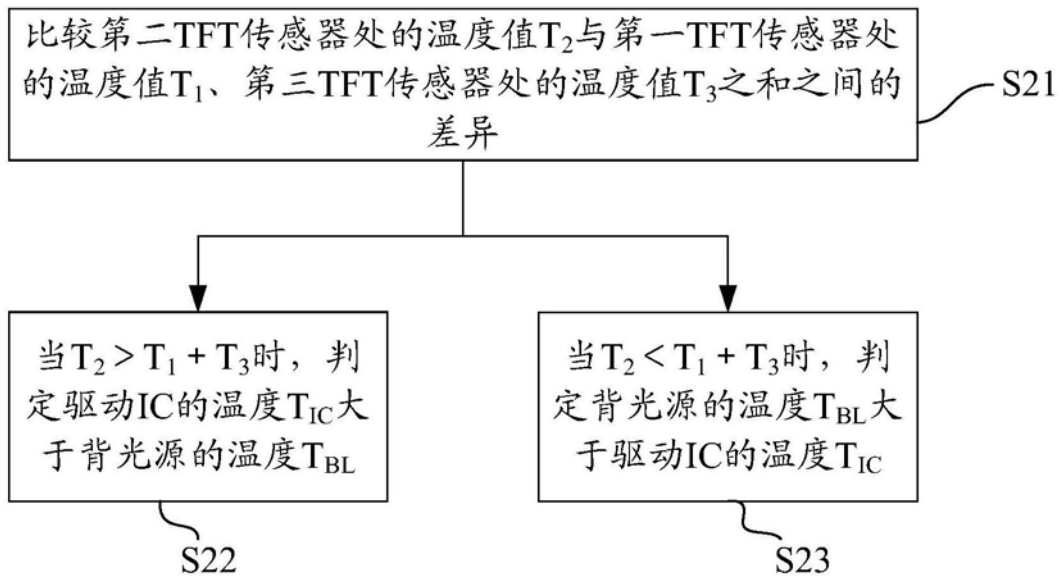 比较第二TFT传感器处的温度值T₂与第一TFT传感器处
的温度值T₁、第三TFT传感器处的温度值T₃之和之间的
差异
S21
当T₂ > T₁ + T₃时，判
定驱动IC的温度T_IC大
于背光源的温度T_BL
S22
当T₂ < T₁ + T₃时，判
定背光源的温度T_BL大
于驱动IC的温度T_IC
S23